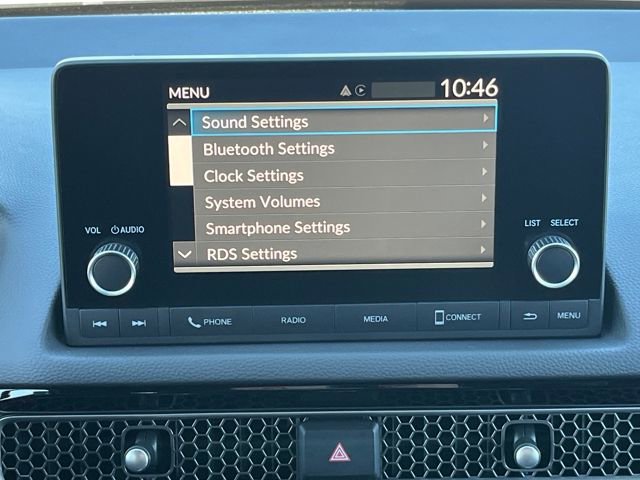 MENU 10:46
Sound Settings
Bluetooth Settings
Clock Settings
System Volumes
Smartphone Settings
RDS Settings
VOL AUDIO
LIST SELECT
PHONE RADIO MEDIA CONNECT MENU